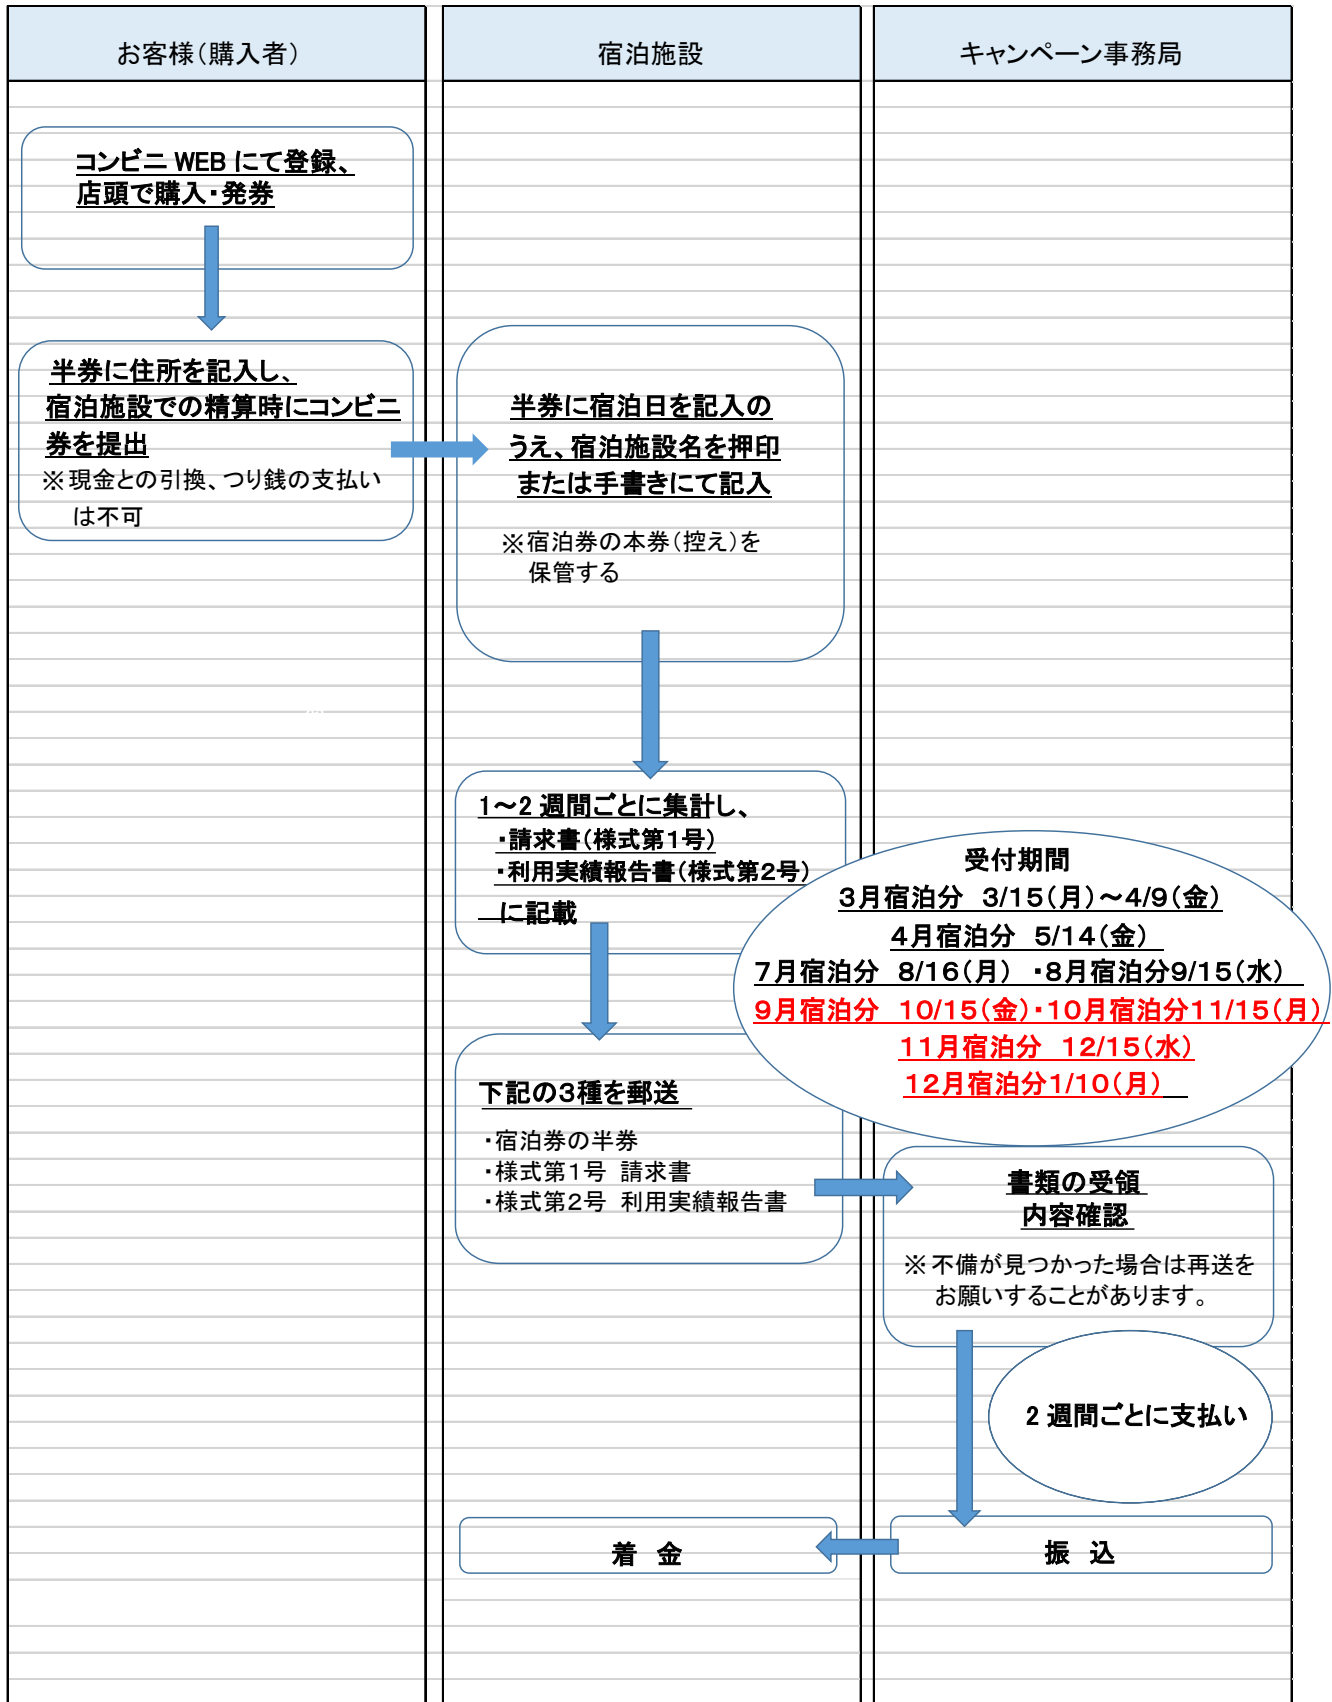 お客様(購入者)
宿泊施設
キャンペーン事務局
コンビニ WEB にて登録、
店頭で購入・発券
半券に住所を記入し、
宿泊施設での精算時にコンビニ
券を提出
※現金との引換、つり銭の支払い
は不可
半券に宿泊日を記入の
うえ、宿泊施設名を押印
または手書きにて記入
※宿泊券の本券(控え)を
保管する
1～2 週間ごとに集計し、
・請求書(様式第1号)
・利用実績報告書(様式第2号)
に記載
受付期間
3月宿泊分 3/15(月)～4/9(金)
4月宿泊分 5/14(金)
7月宿泊分 8/16(月) ・8月宿泊分9/15(水)
9月宿泊分 10/15(金)・10月宿泊分11/15(月)
11月宿泊分 12/15(水)
12月宿泊分1/10(月)
下記の3種を郵送
・宿泊券の半券
・様式第1号 請求書
・様式第2号 利用実績報告書
書類の受領
内容確認
※不備が見つかった場合は再送を
お願いすることがあります。
2 週間ごとに支払い
着 金
振 込